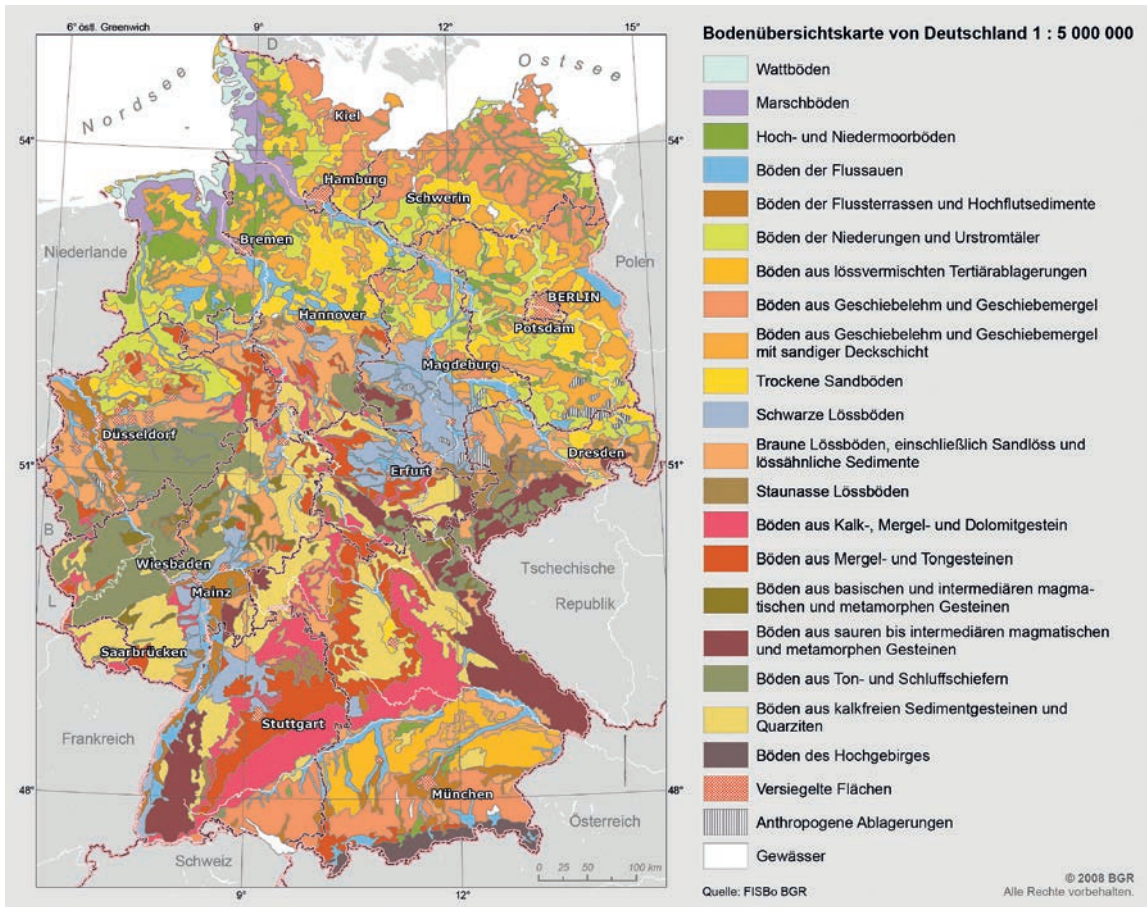 6° östl. Greenwich
9°
12°
15°
D
Nordsee
Ostsee
Kiel
54°
54°
Hamburg
Schwerin
Bremen
Niederlande
Polen
BERLIN
Hannover
Potsdam
Magdeburg
Düsseldorf
Dresden
51°
Erfurt
51°
B
Wiesbaden
Tschechische
L
Mainz
Republik
Saarbrücken
Stuttgart
Frankreich
48°
München
48°
Österreich
Schweiz
0 25 50 100 km
9°
12°
Bodenübersichtskarte von Deutschland 1 : 5 000 000
Wattböden
Marschböden
Hoch- und Niedermoorböden
Böden der Flussauen
Böden der Flussterrassen und Hochflutsedimente
Böden der Niederungen und Urstromtäler
Böden aus lössvermischten Tertiärablagerungen
Böden aus Geschiebelehm und Geschiebemergel
Böden aus Geschiebelehm und Geschiebemergel
mit sandiger Deckschicht
Trockene Sandböden
Schwarze Lössböden
Braune Lössböden, einschließlich Sandlöss und
lössähnliche Sedimente
Staunasse Lössböden
Böden aus Kalk-, Mergel- und Dolomitgestein
Böden aus Mergel- und Tongesteinen
Böden aus basischen und intermediären magma-
tischen und metamorphen Gesteinen
Böden aus sauren bis intermediären magmatischen
und metamorphen Gesteinen
Böden aus Ton- und Schluffschiefern
Böden aus kalkfreien Sedimentgesteinen und
Quarziten
Böden des Hochgebirges
Versiegelte Flächen
Anthropogene Ablagerungen
Gewässer
Quelle: FISBo BGR
© 2008 BGR
Alle Rechte vorbehalten.